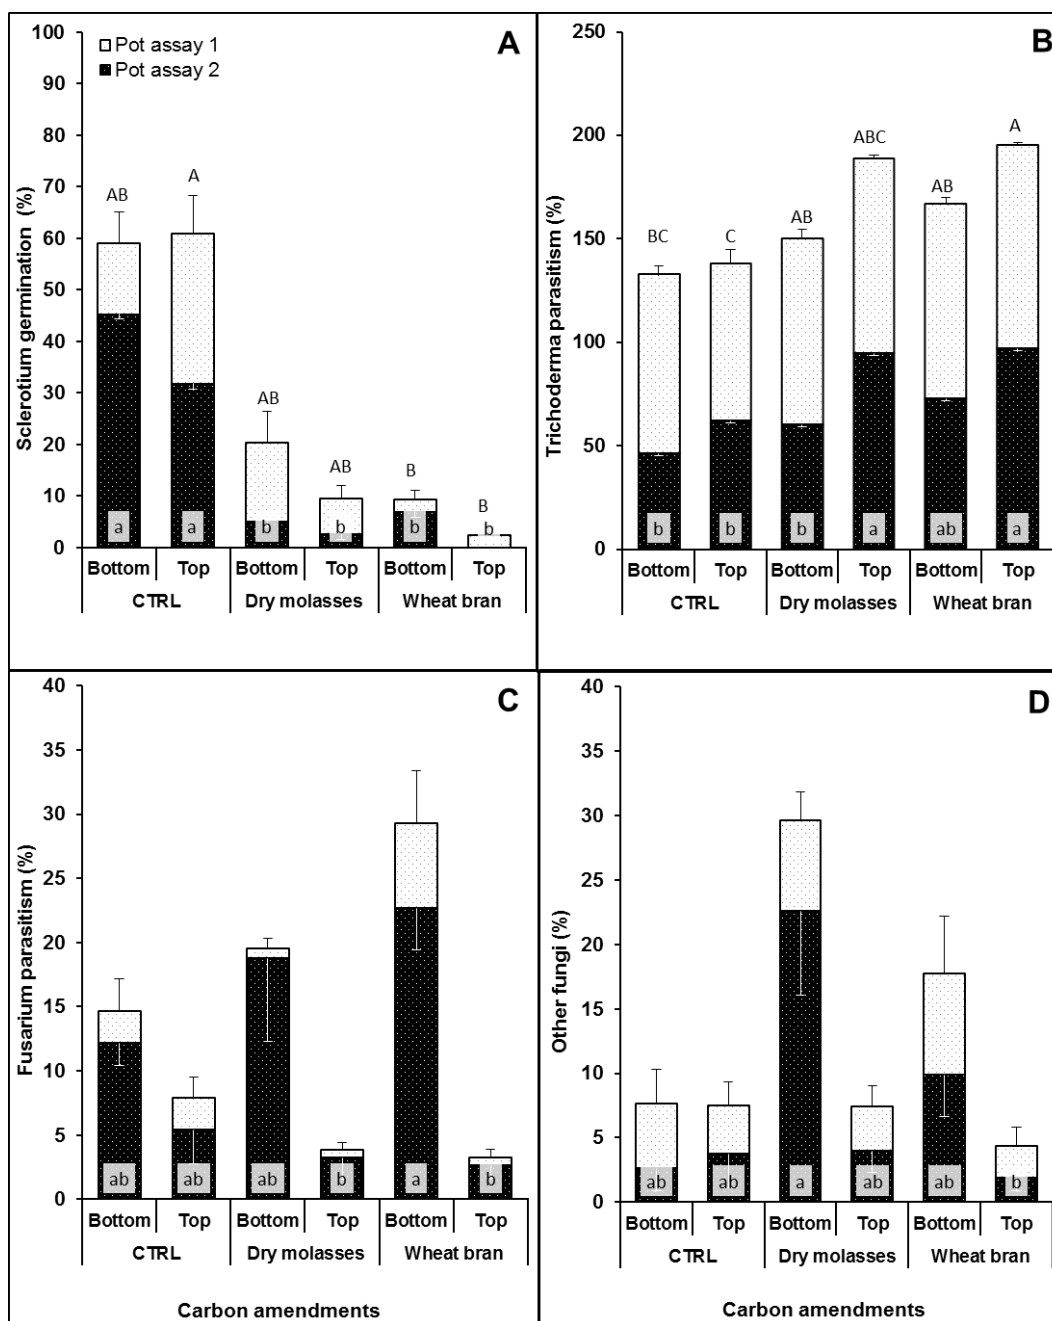 A
Pot assay 1
Pot assay 2
Sclerotium germination (%)
100
90
80
70
60
50
40
30
20
10
0
AB
A
AB
AB
B
B
a
a
b
b
b
b
Bottom Top Bottom Top Bottom Top
CTRL Dry molasses Wheat bran
B
Trichoderma parasitism (%)
250
200
150
100
50
0
BC
C
AB
ABC
AB
A
b
b
b
a
ab
a
Bottom Top Bottom Top Bottom Top
CTRL Dry molasses Wheat bran
C
Fusarium parasitism (%)
40
35
30
25
20
15
10
5
0
ab
ab
ab
b
a
b
Bottom Top Bottom Top Bottom Top
CTRL Dry molasses Wheat bran
Carbon amendments
D
Other fungi (%)
40
35
30
25
20
15
10
5
0
ab
ab
a
ab
ab
b
Bottom Top Bottom Top Bottom Top
CTRL Dry molasses Wheat bran
Carbon amendments